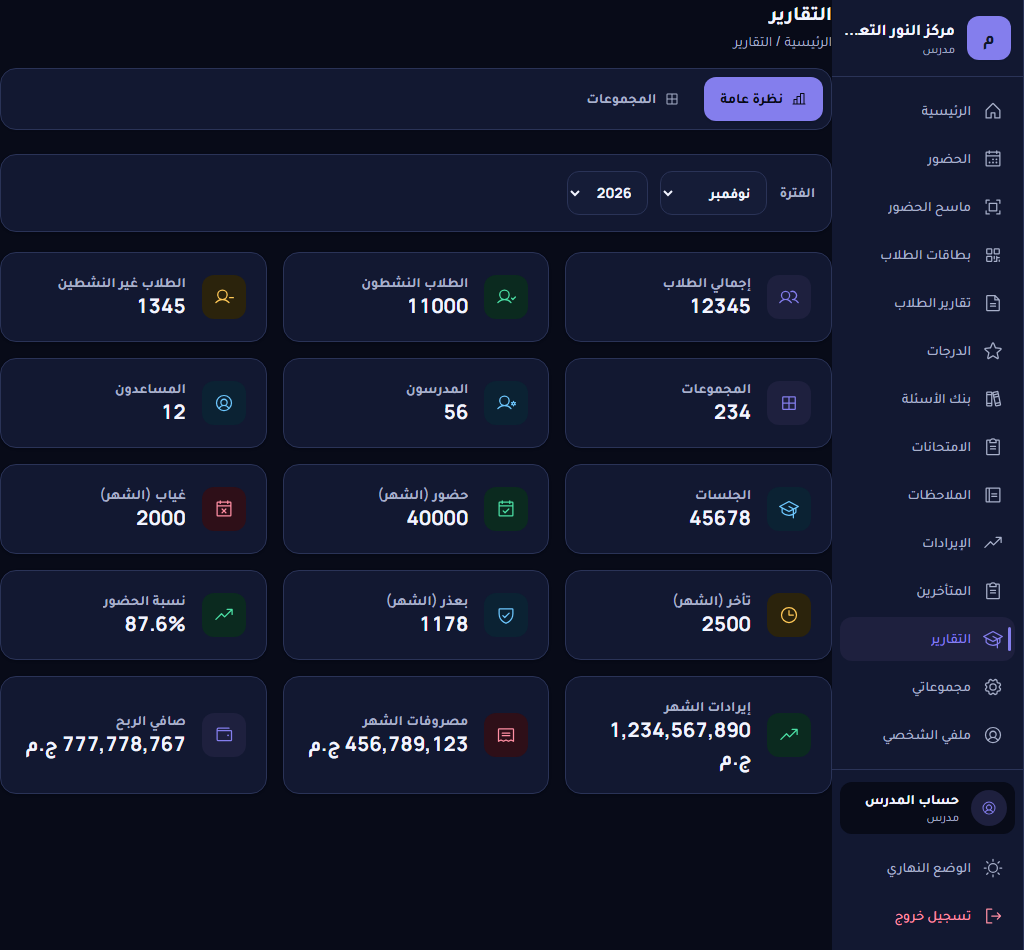 م
مركز النور التعـ...
مدرس
الرئيسية
الحضور
ماسح الحضور
بطاقات الطلاب
تقارير الطلاب
الدرجات
بنك الأسئلة
الامتحانات
الملاحظات
الإيرادات
المتأخرين
التقارير
مجموعاتي
ملفي الشخصي
حساب المدرس
مدرس
الوضع النهاري
تسجيل خروج
التقارير
الرئيسية / التقارير
نظرة عامة
المجموعات
الفترة
نوفمبر
2026
إجمالي الطلاب
12345
الطلاب النشطون
11000
الطلاب غير النشطين
1345
المجموعات
234
المدرسون
56
المساعدون
12
الجلسات
45678
حضور (الشهر)
40000
غياب (الشهر)
2000
تأخر (الشهر)
2500
بعذر (الشهر)
1178
نسبة الحضور
87.6%
إيرادات الشهر
1,234,567,890
ج.م
مصروفات الشهر
456,789,123 ج.م
صافي الربح
777,778,767 ج.م